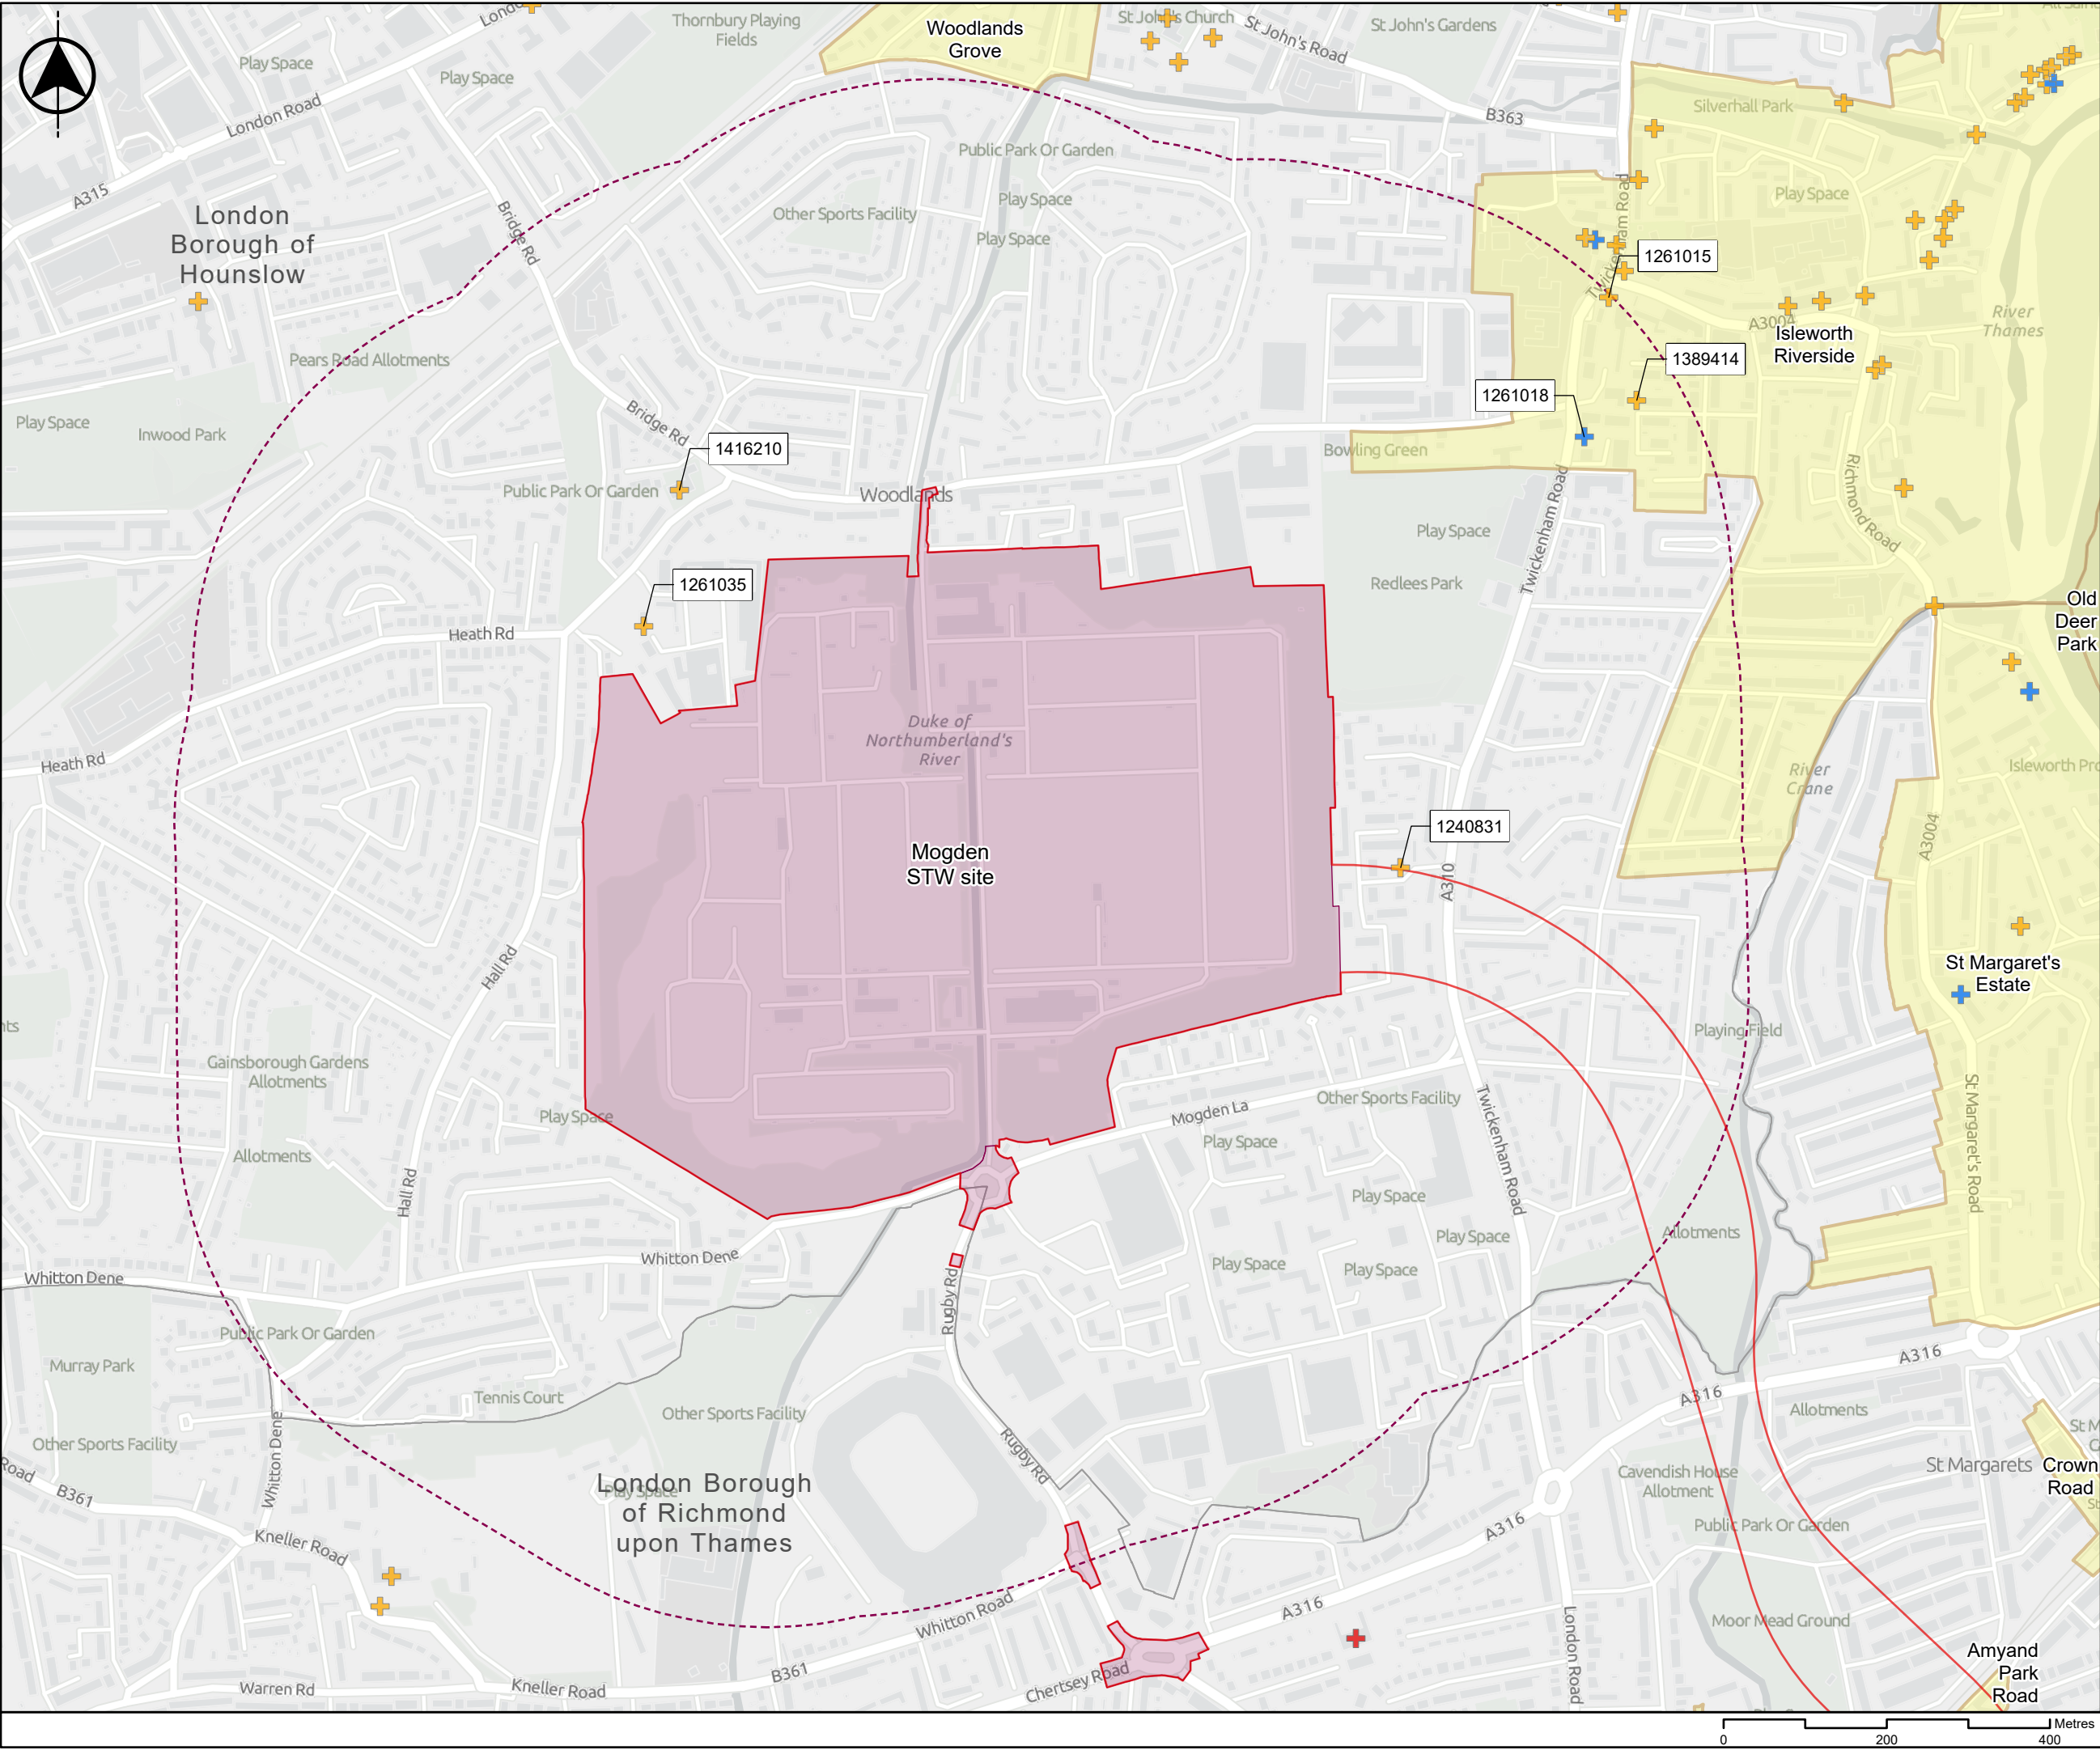 London
Thornbury Playing
Fields
Woodlands
Grove
St John's Church
St John's Road
St John's Gardens
Play Space
Play Space
London Road
A315
Silverhall Park
B363
Public Park Or Garden
Play Space
Play Space
Other Sports Facility
Play Space
London
Borough of
Hounslow
Bridge Rd
Twickenham Road
1261015
River
Thames
A3004
Isleworth
Riverside
Pears Road Allotments
1389414
1261018
Play Space
Inwood Park
Bridge Rd
1416210
Bowling Green
Public Park Or Garden
Woodlands
Richmond Road
Play Space
Twickenham Road
1261035
Redlees Park
Old
Deer
Park
Heath Rd
Duke of
Northumberland's
River
Heath Rd
River
Crane
Isleworth Pro
1240831
A3004
Mogden
STW site
A310
Hall Rd
St Margaret's
Estate
nts
Playing Field
Gainsborough Gardens
Allotments
Play Space
Mogden La
Other Sports Facility
Play Space
Twickenham Road
St Margaret's Road
Allotments
Hall Rd
Play Space
Play Space
Allotments
Whitton Dene
Whitton Dene
Play Space
Play Space
Rugby Rd
Public Park Or Garden
Murray Park
A316
Tennis Court
A316
Other Sports Facility
Allotments
Other Sports Facility
Whitton Dene
Rugby Rd
St M
Road
B361
London Borough
of Richmond
upon Thames
Play Space
Cavendish House
Allotment
St Margarets
Crown
Road
A316
Public Park Or Garden
Kneller Road
Whitton Road
A316
London Road
Moor Mead Ground
Amyand
Park
Road
B361
Chertsey Road
Warren Rd
Kneller Road
Metres
0
200
400